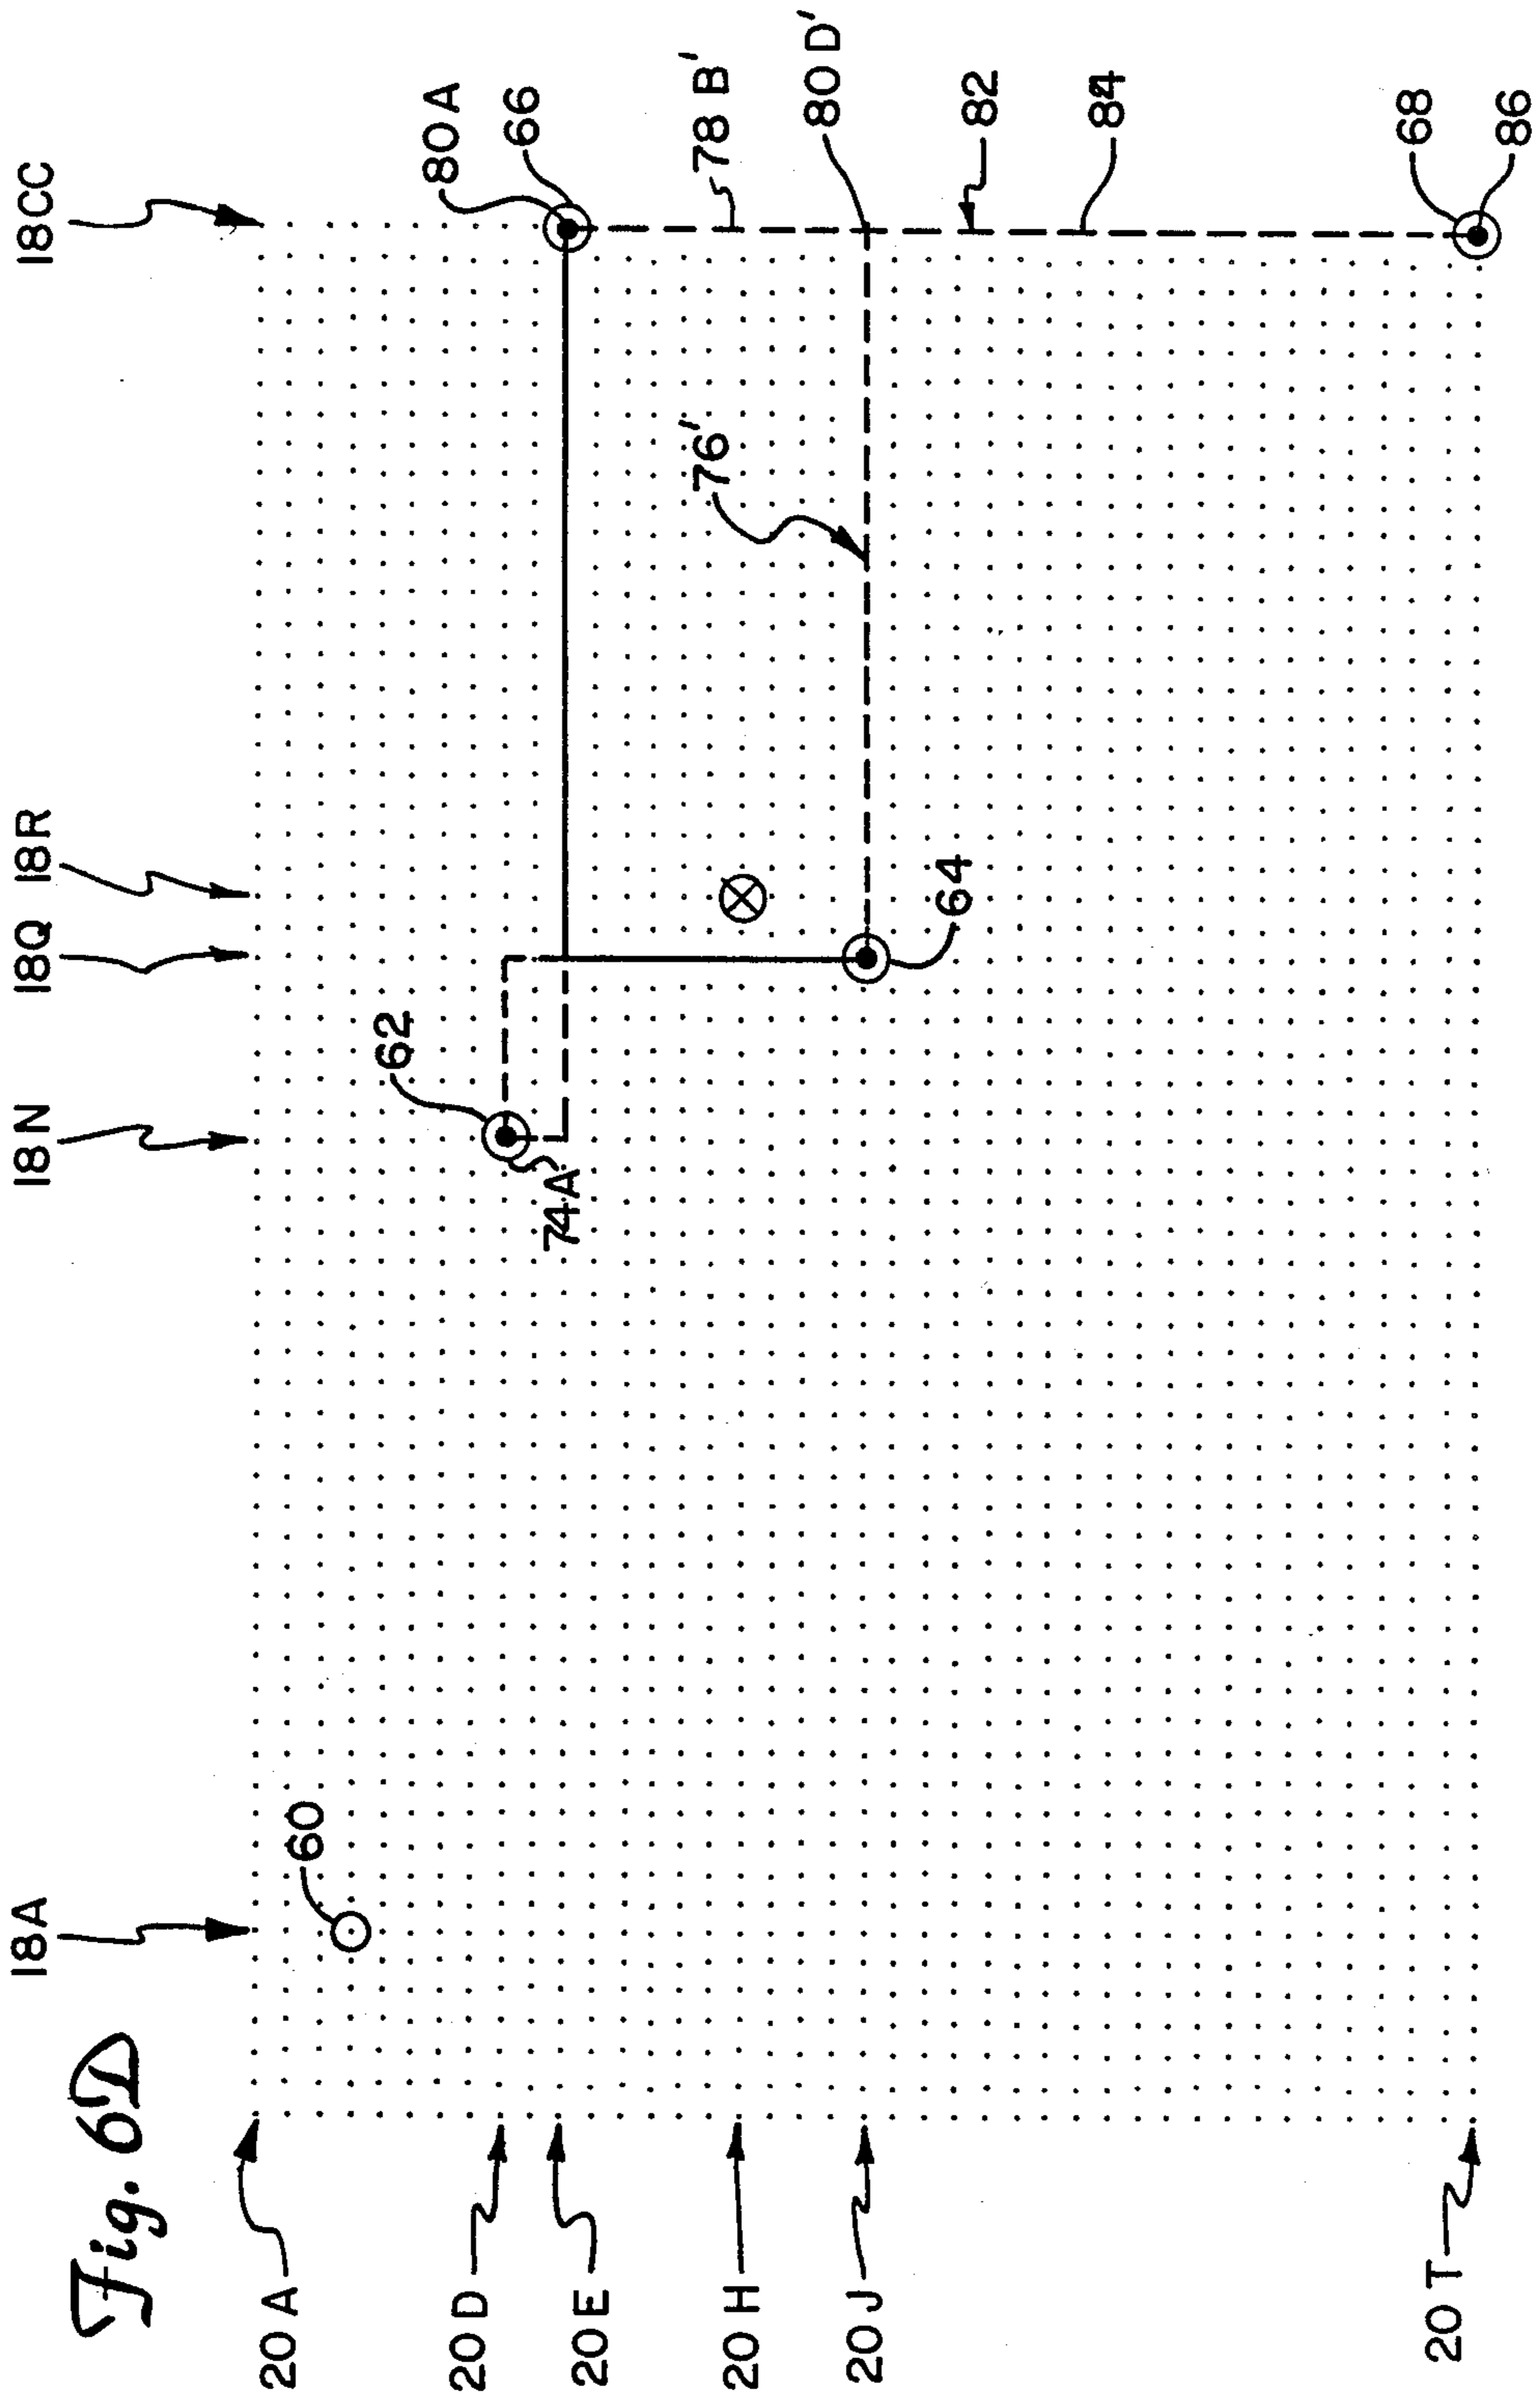 Fig. 6D
18A
18N
18Q
18R
18CC
20A
20D
20E
20H
20J
20T
60
62
74A
64
76'
80A
66
78B'
80D'
82
84
68
86